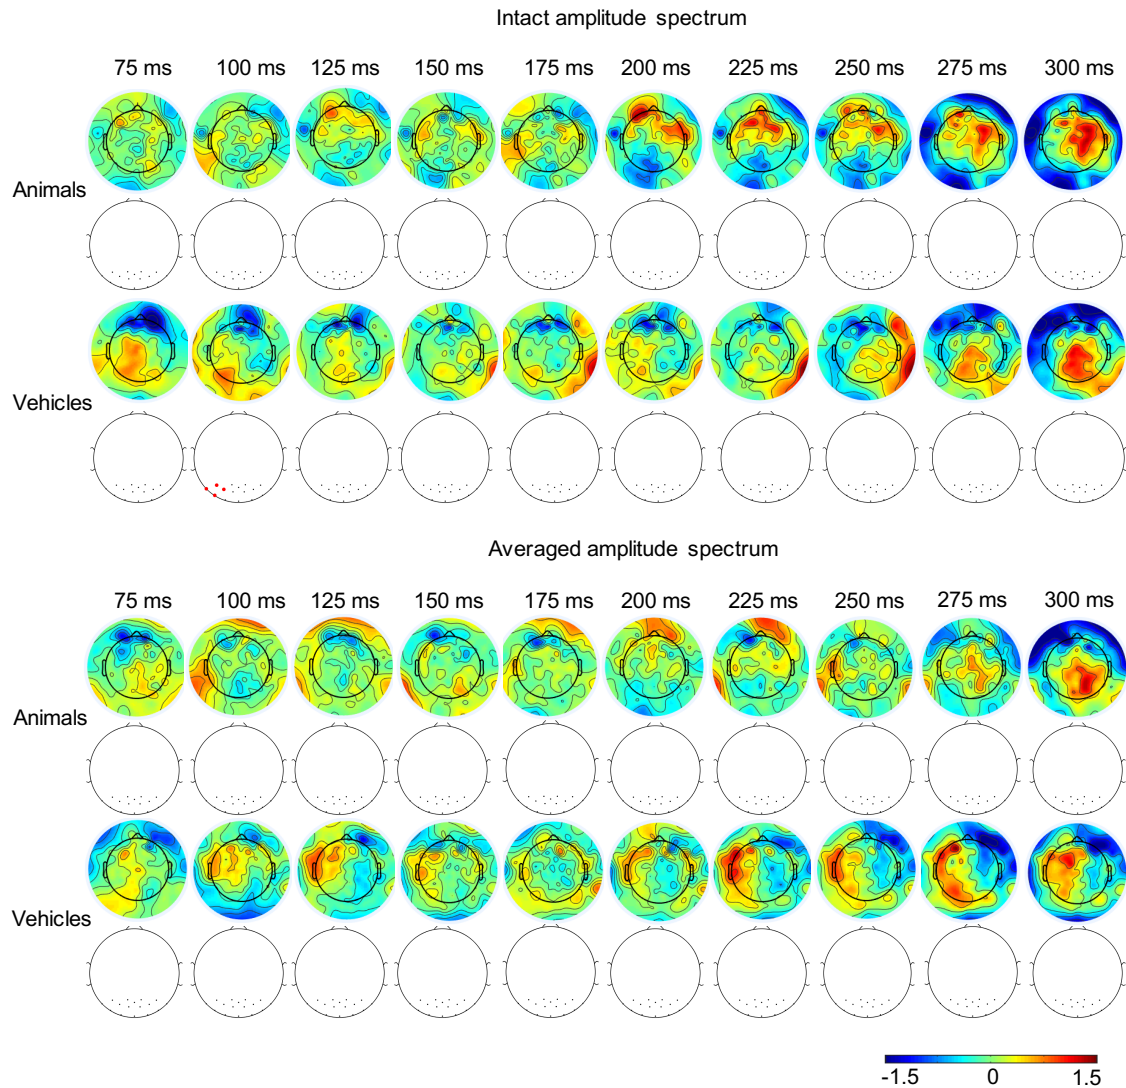 Intact amplitude spectrum
75 ms 100 ms 125 ms 150 ms 175 ms 200 ms 225 ms 250 ms 275 ms 300 ms
Animals
Vehicles
Averaged amplitude spectrum
75 ms 100 ms 125 ms 150 ms 175 ms 200 ms 225 ms 250 ms 275 ms 300 ms
Animals
Vehicles
-1.5 0 1.5